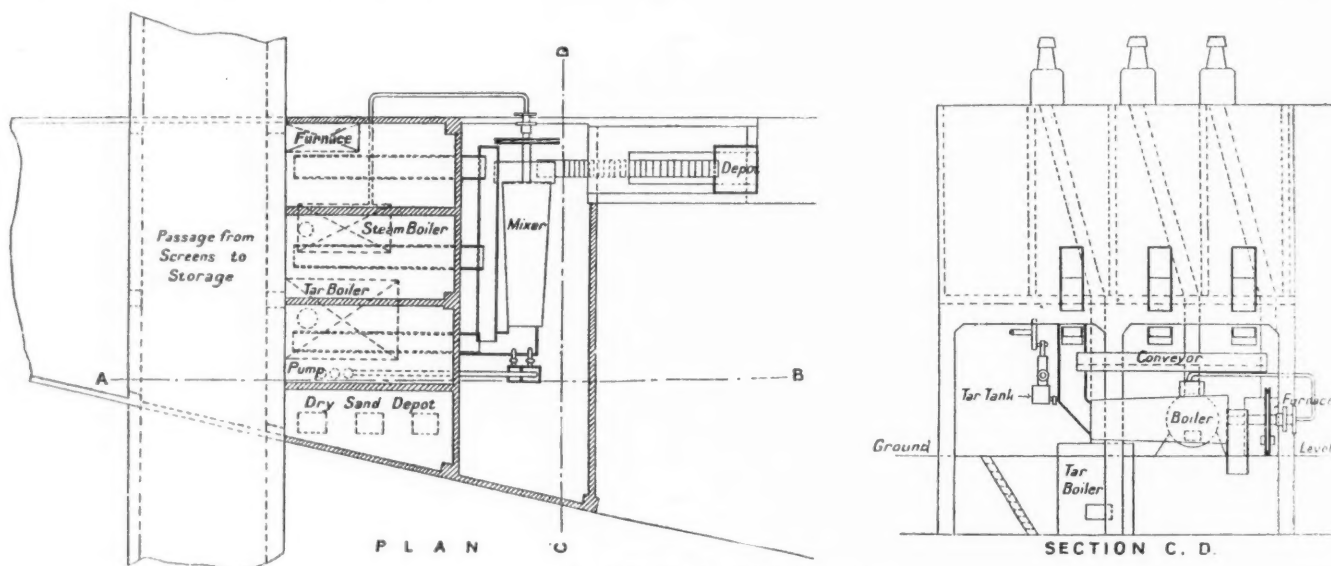 Furnace
Depot
Steam Boiler
Mixer
Passage from
Screens to
Storage
Tar Boiler
Pump
A
B
Dry Sand Depot
PLAN
C
Conveyor
Tar Tank
Boiler
Furnace
Ground
Level
Tar
Boiler
SECTION C. D.